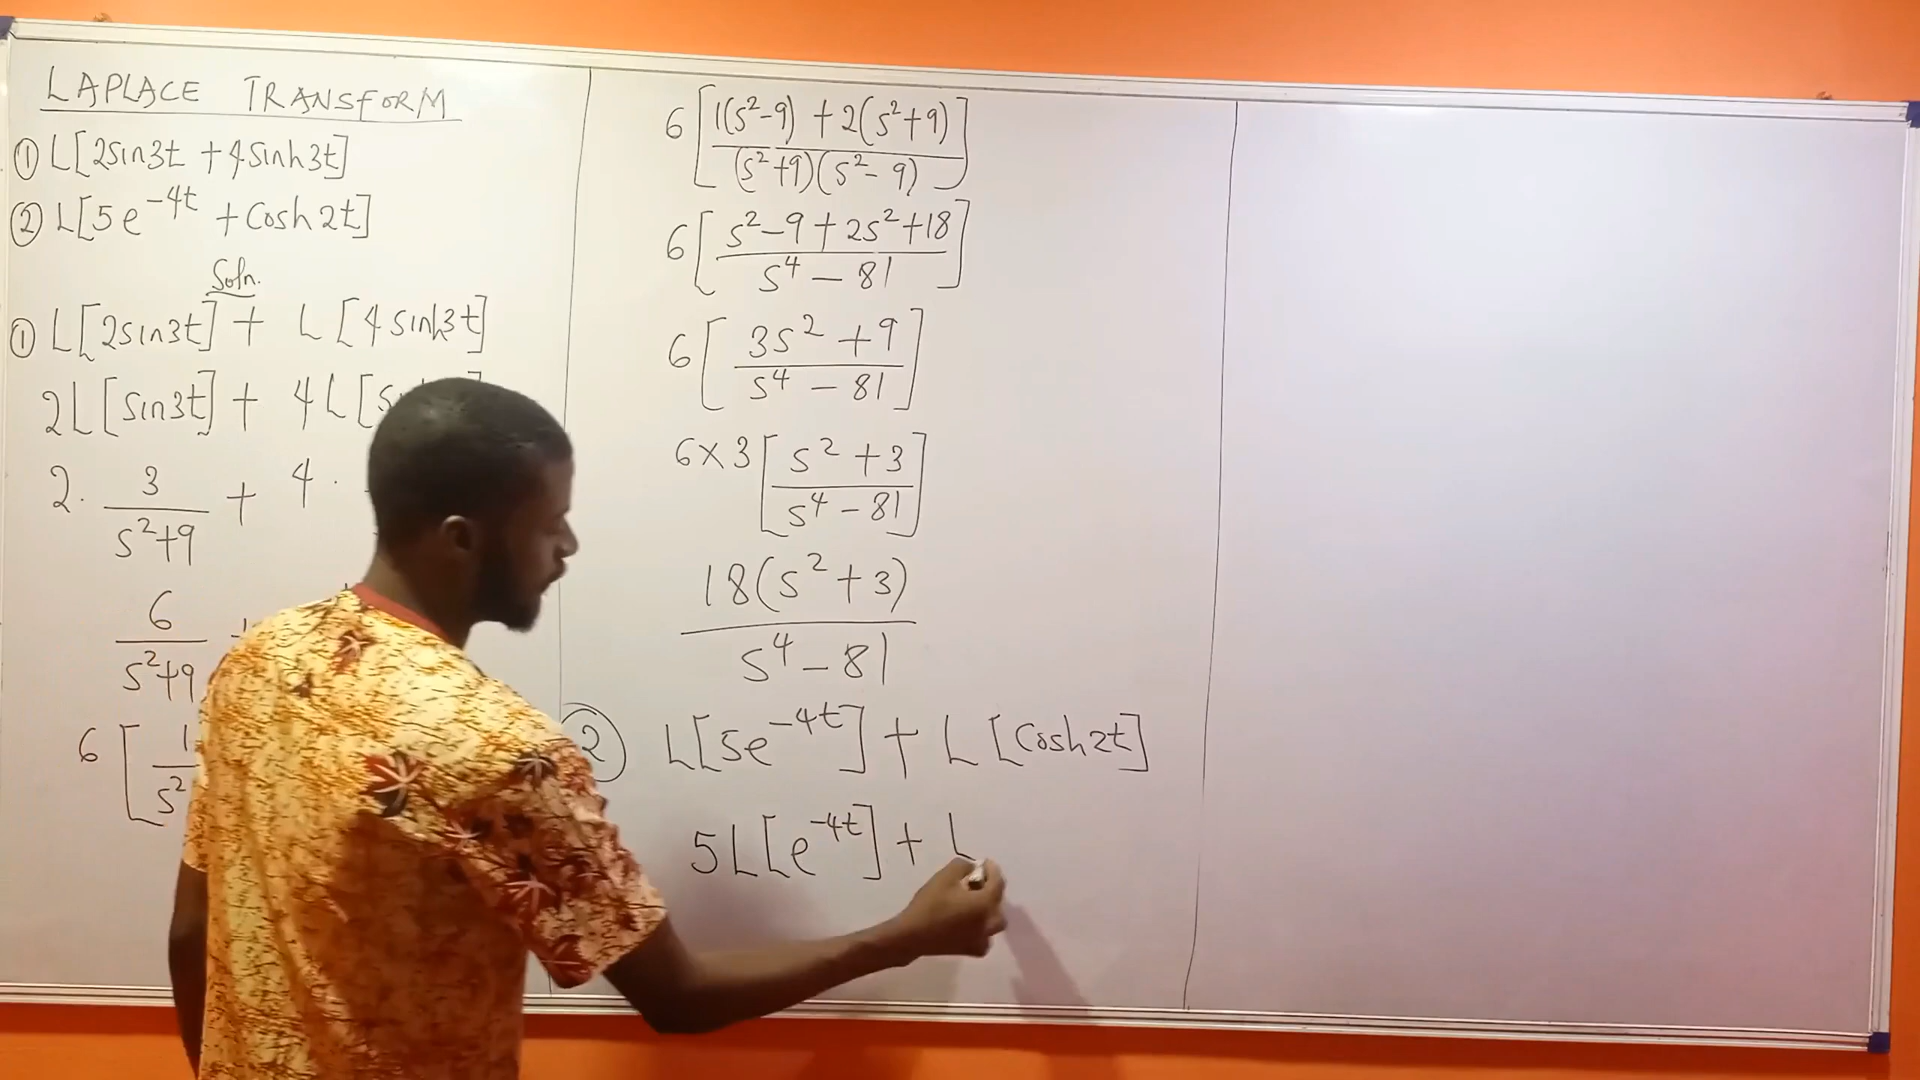 LAPLACE TRANSFORM
① L[2sin3t + 4sinh3t]
② L[5e^-4t + Cosh2t]
Soln.
① L[2sin3t] + L[4sinh3t]
2L[sin3t] + 4L[s
2. 3/(s²+9) + 4.
6/(s²+9)
6[1/s²
6[(1(s²-9) + 2(s²+9))/((s²+9)(s²-9))]
6[(s²-9+2s²+18)/(s⁴-81)]
6[(3s²+9)/(s⁴-81)]
6×3[(s²+3)/(s⁴-81)]
18(s²+3)/(s⁴-81)
② L[5e^-4t] + L[Cosh2t]
5L[e^-4t] + L